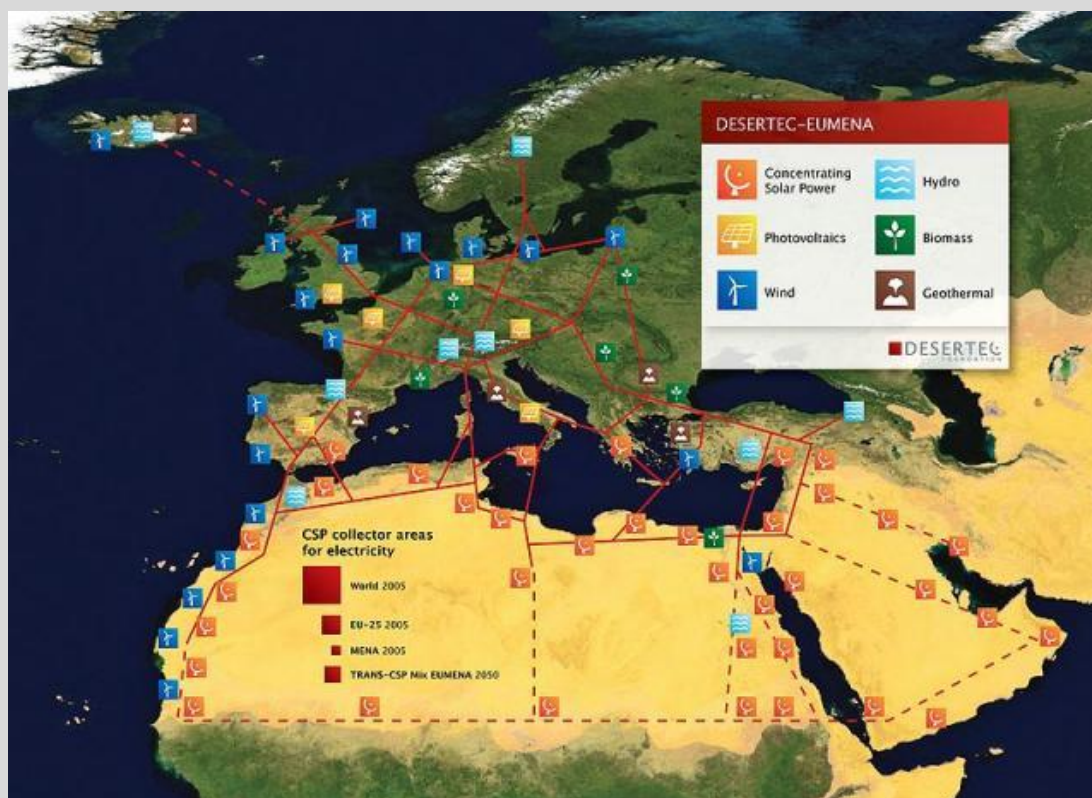 DESERTEC-EUMENA
Concentrating
Solar Power
Hydro
Photovoltaics
Biomass
Wind
Geothermal
DESERTEC
FOUNDATION
CSP collector areas
for electricity
World 2005
EU-25 2005
MENA 2005
TRANS-CSP Mix EUMENA 2050